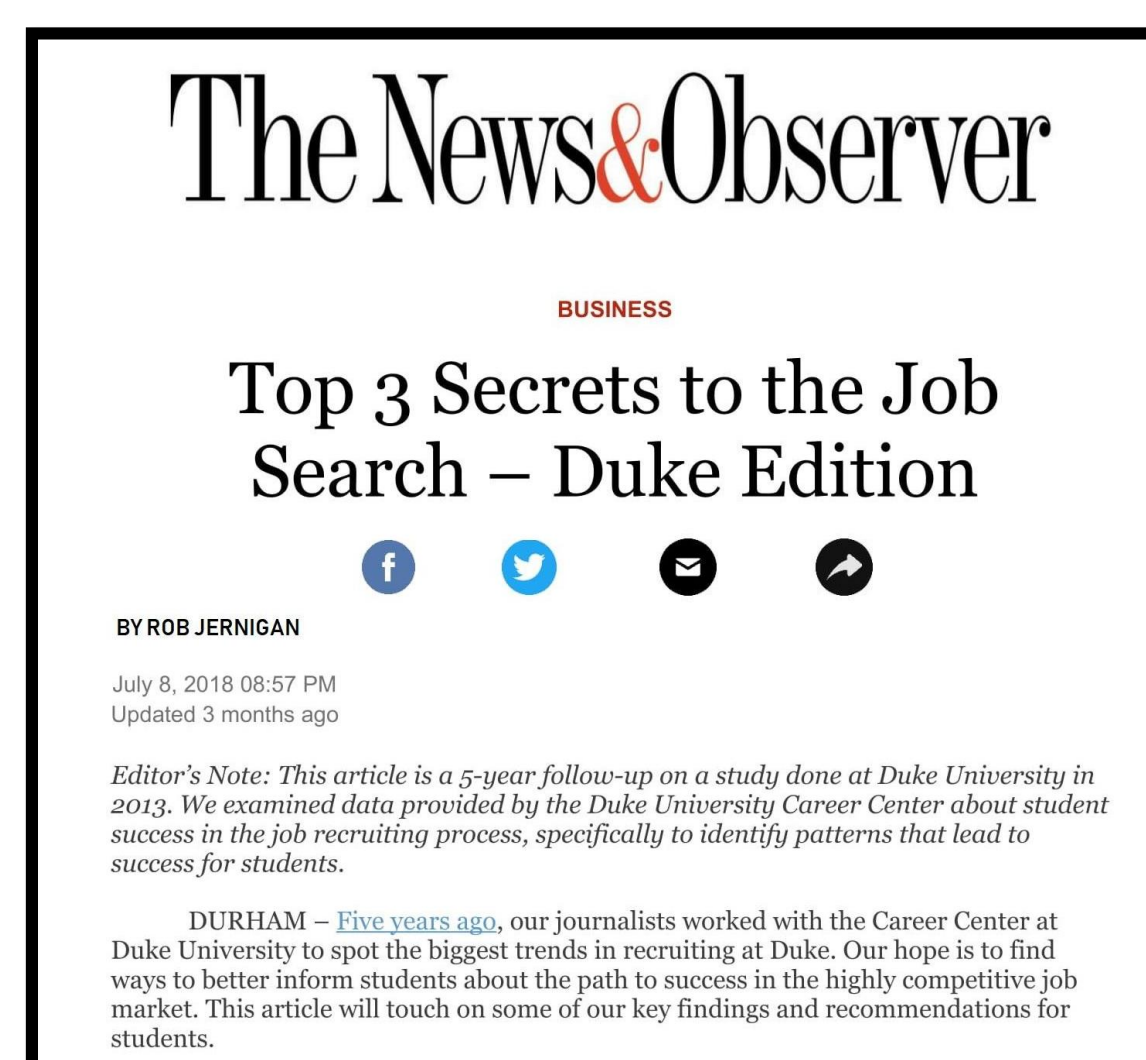 The News&Observer
BUSINESS
Top 3 Secrets to the Job
Search – Duke Edition
BY ROB JERNIGAN
July 8, 2018 08:57 PM
Updated 3 months ago
Editor’s Note: This article is a 5-year follow-up on a study done at Duke University in
2013. We examined data provided by the Duke University Career Center about student
success in the job recruiting process, specifically to identify patterns that lead to
success for students.
DURHAM – Five years ago, our journalists worked with the Career Center at
Duke University to spot the biggest trends in recruiting at Duke. Our hope is to find
ways to better inform students about the path to success in the highly competitive job
market. This article will touch on some of our key findings and recommendations for
students.